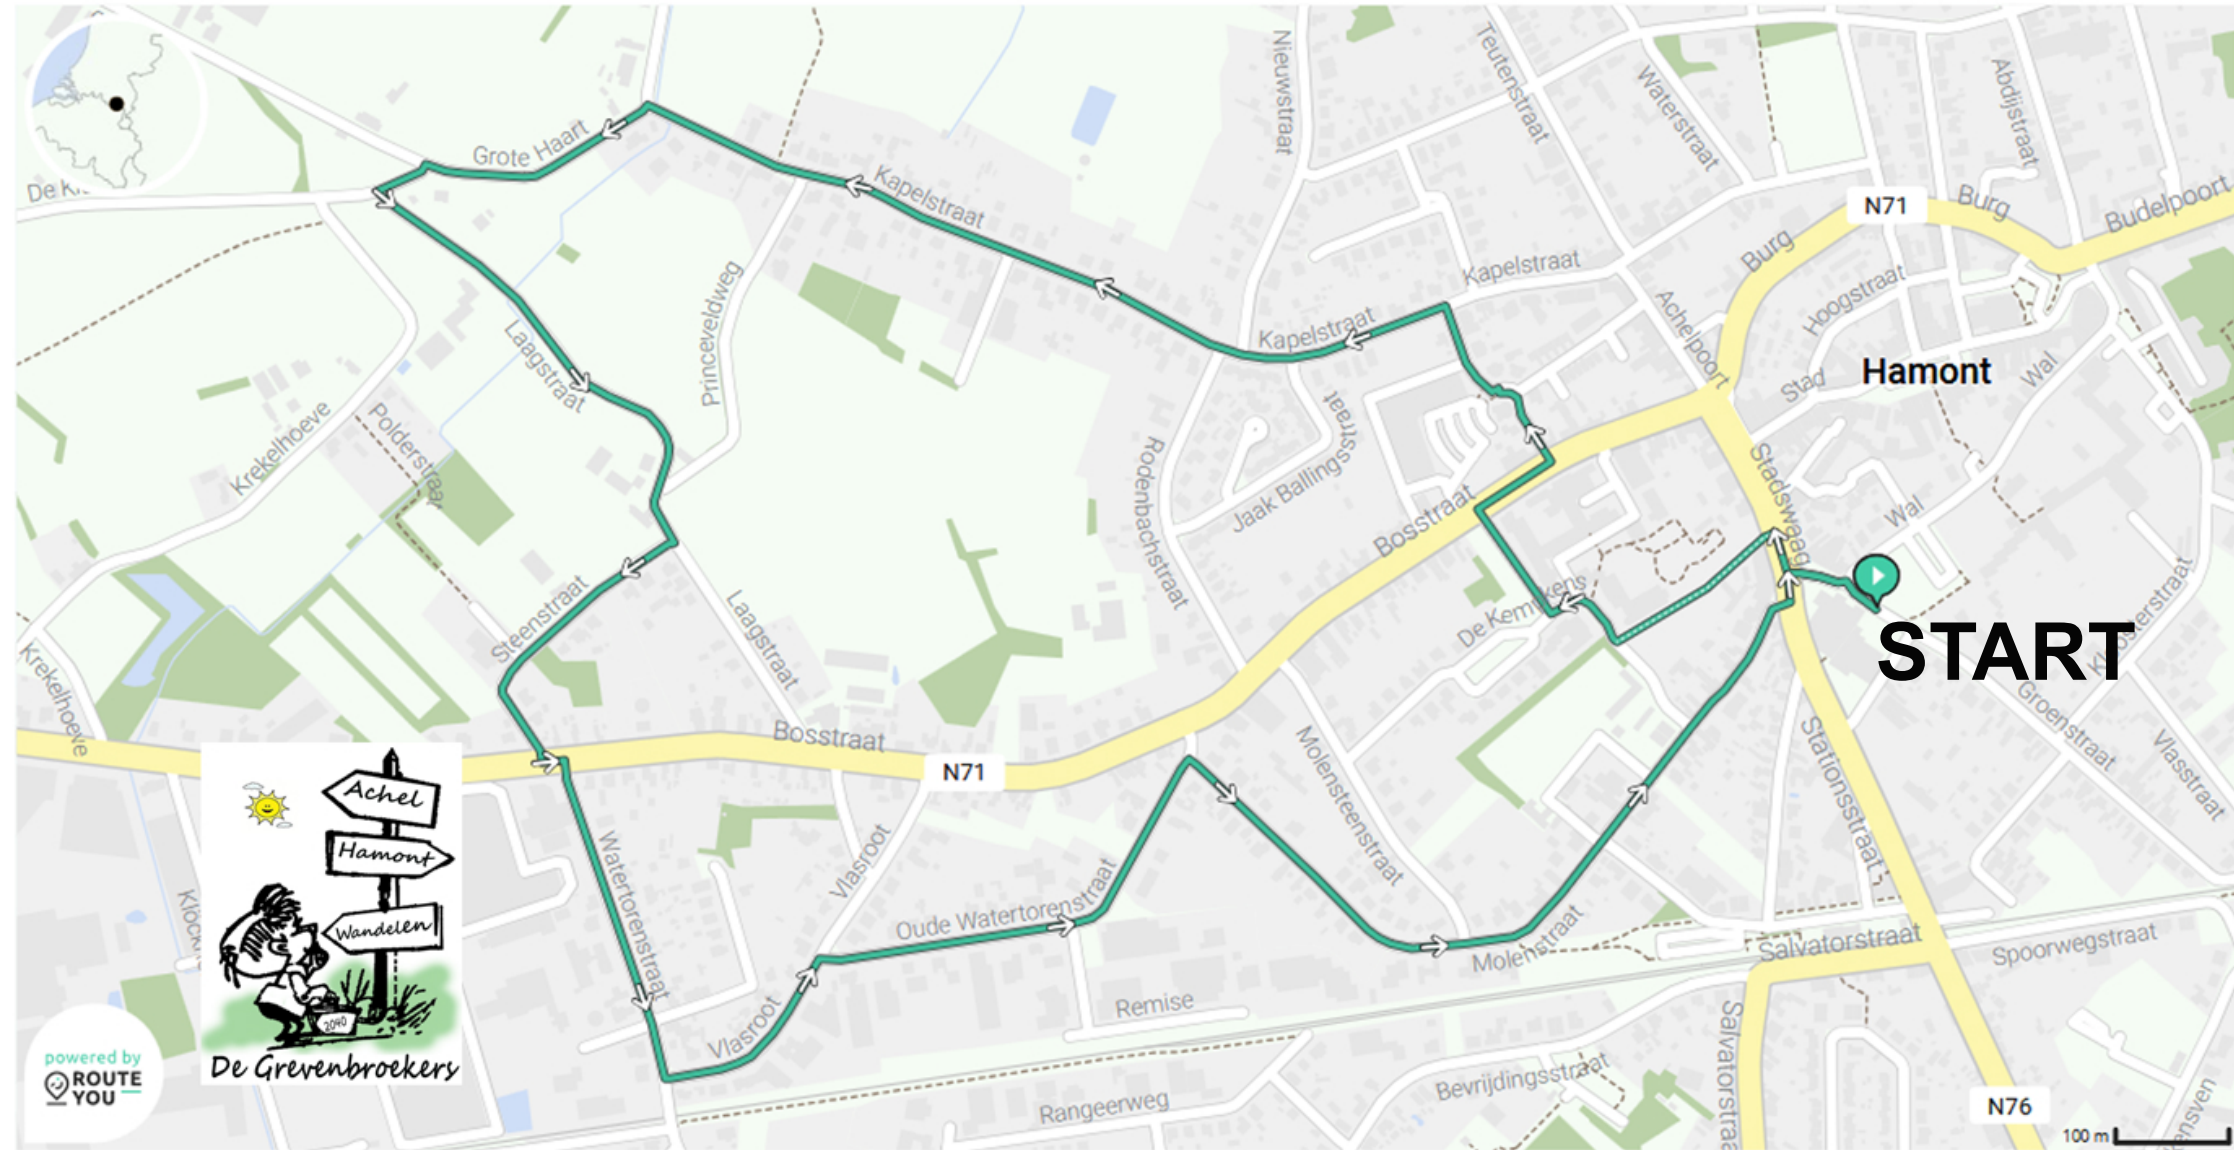 Nieuwstraat
Teutenstraat
Waterstraat
Abdijstraat
Grote Haart
Kapelstraat
N71
Burg
Budelpoort
Burg
Kapelstraat
Hoogstraat
Princeveldweg
Achelpoort
Kapelstraat
Hamont
Wal
Stad
Laagstraat
Jaak Ballingsstraat
Krekelhoeve
Polderstraat
Rodenbachstraat
Bosstraat
Stadswaag
Wal
De Kempkens
Steenstraat
Laagstraat
START
Kloosterstraat
Krekelhoeve
Groenstraat
Bosstraat
N71
Molensteenstraat
Stationsstraat
Vlasstraat
Achel
Hamont
Wandelen
2040
De Grevenbroekers
Watertorenstraat
Vlasroot
Oude Watertorenstraat
Molenstraat
Salvatorstraat
Spoorwegstraat
Vlasroot
Remise
powered by
ROUTE
YOU
Bevrijdingsstraat
Rangeerweg
N76
100 m